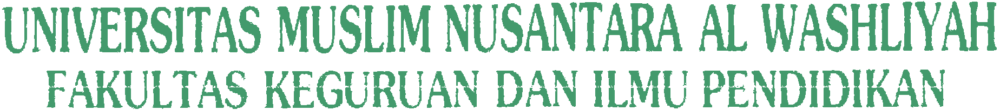 UNIVERSITAS MUSLIM NUSANTARA AL WASHLIYAH
FAKULTAS KEGURUAN DAN ILMU PENDIDIKAN